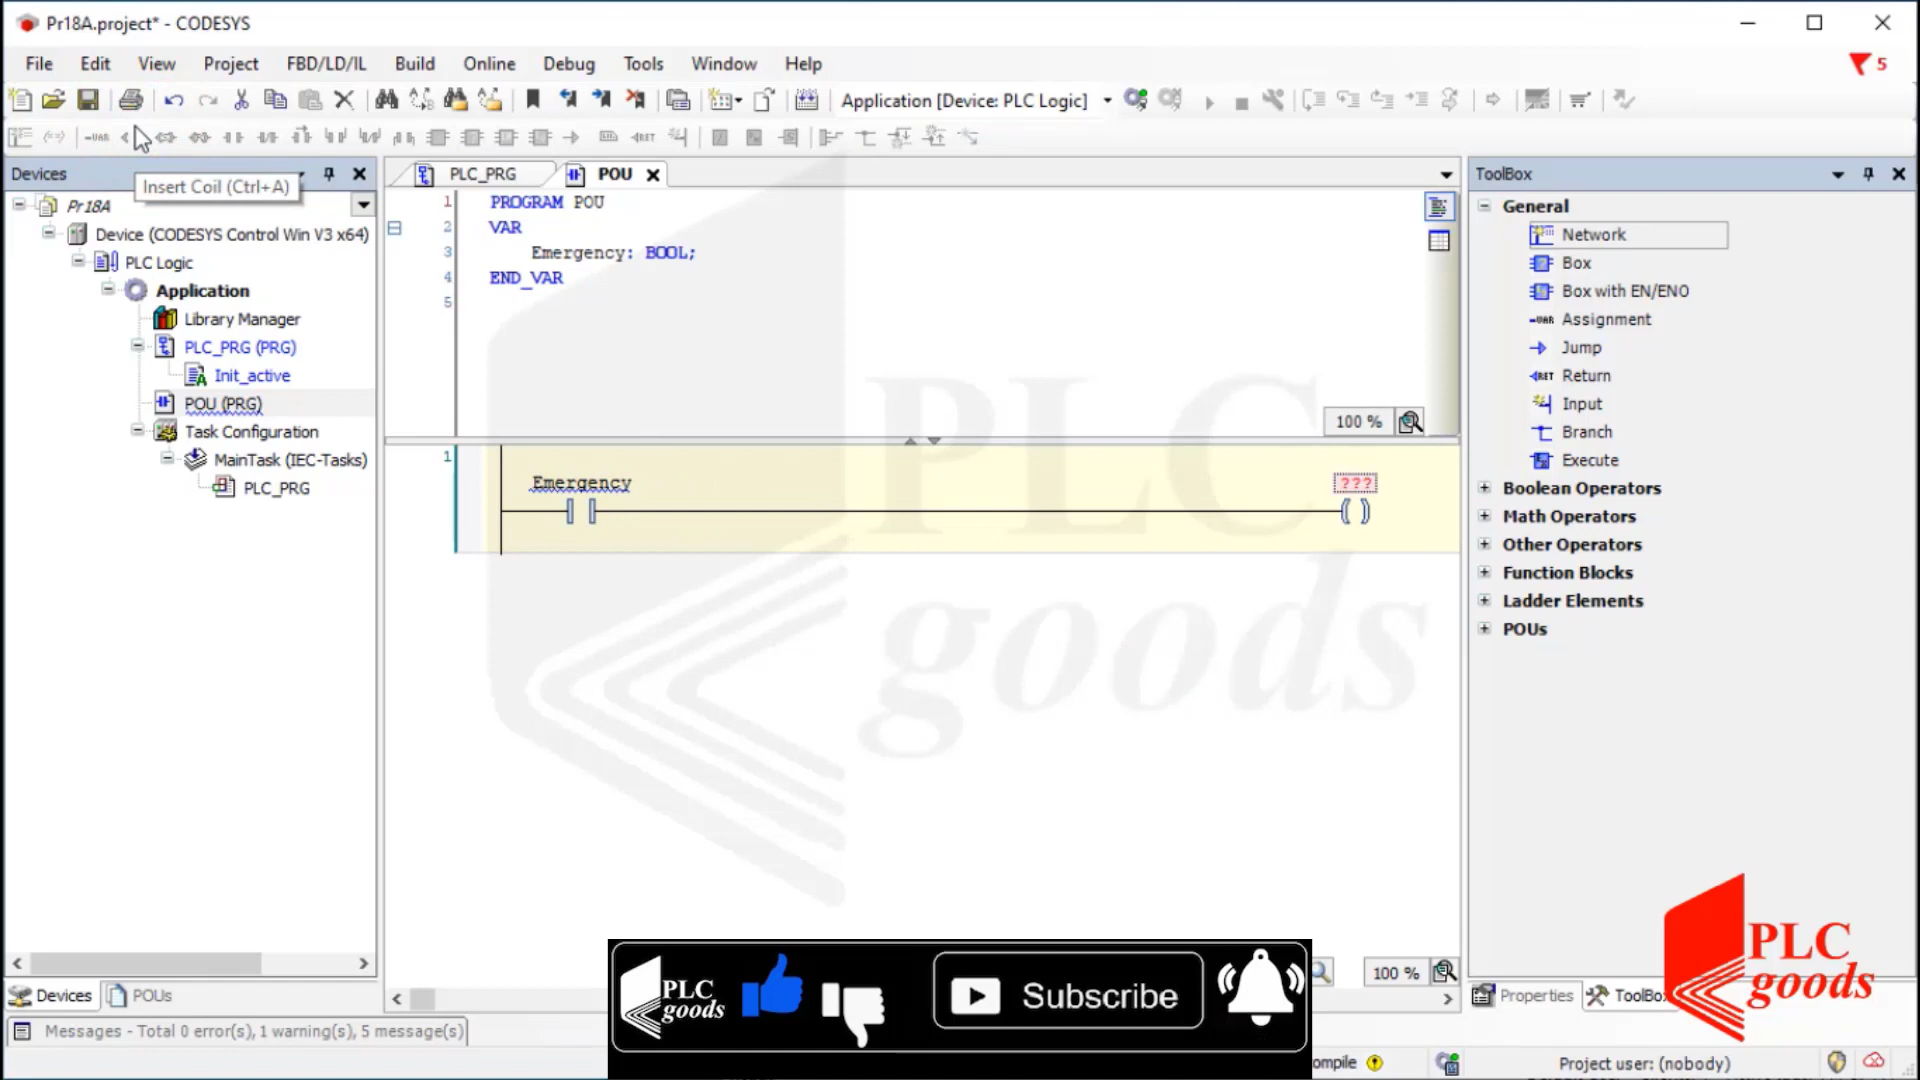 Pr18A.project* - CODESYS
File Edit View Project FBD/LD/IL Build Online Debug Tools Window Help
5
Application [Device: PLC Logic]
Devices
Insert Coil (Ctrl+A)
Pr18A
Device (CODESYS Control Win V3 x64)
PLC Logic
Application
Library Manager
PLC_PRG (PRG)
Init_active
POU (PRG)
Task Configuration
MainTask (IEC-Tasks)
PLC_PRG
Devices POUs
Messages - Total 0 error(s), 1 warning(s), 5 message(s)
PLC_PRG POU
1 PROGRAM POU
2 VAR
3 Emergency: BOOL;
4 END_VAR
5
100 %
1
Emergency ???
PLC
goods
100 %
ToolBox
General
Network
Box
Box with EN/ENO
Assignment
Jump
Return
Input
Branch
Execute
Boolean Operators
Math Operators
Other Operators
Function Blocks
Ladder Elements
POUs
PLC
goods
Properties ToolBo
PLC
goods
Subscribe
ompile
Project user: (nobody)